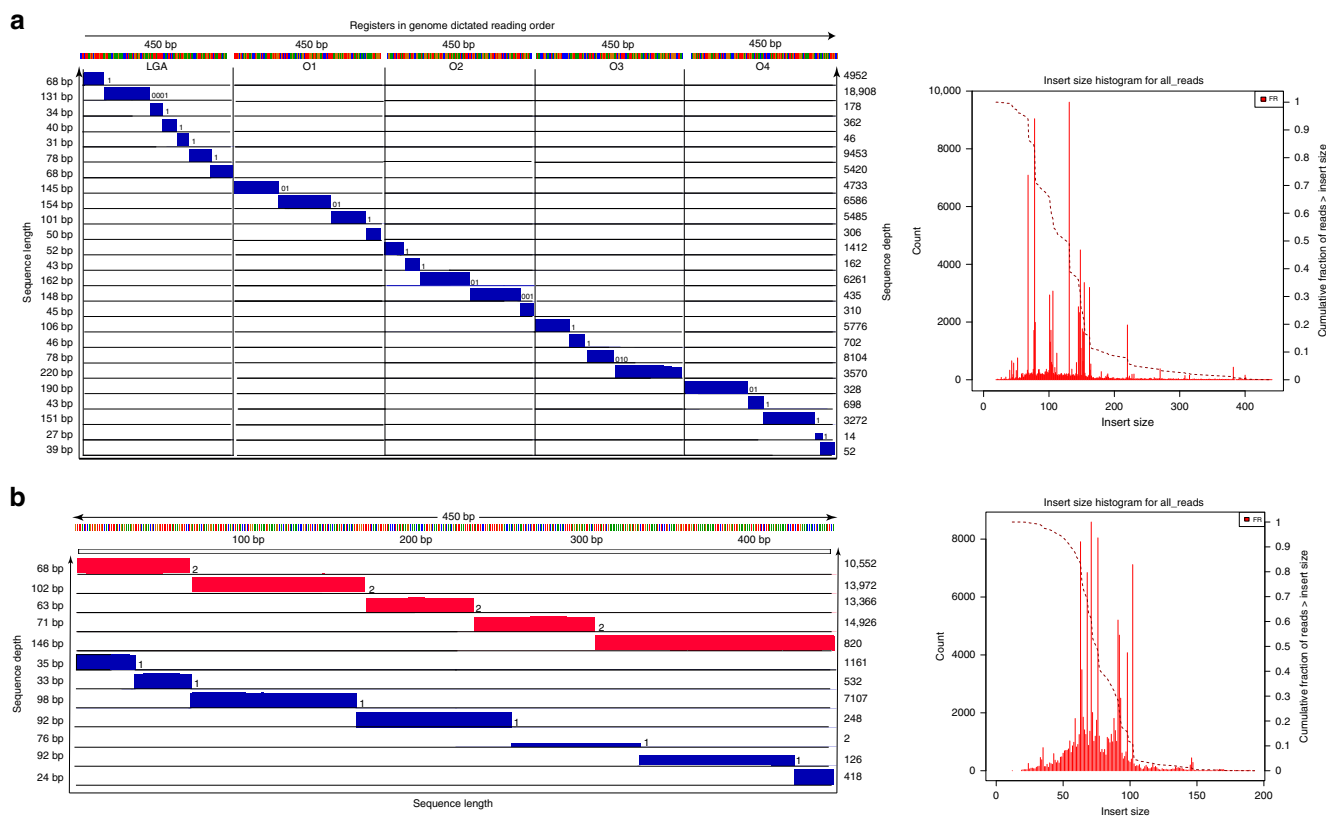 a
Registers in genome dictated reading order
450 bp 450 bp 450 bp 450 bp 450 bp
LGA O1 O2 O3 O4
Sequence length
68 bp 1 4952
131 bp 0001 18,908
34 bp 1 178
40 bp 1 362
31 bp 1 46
78 bp 1 9453
68 bp 5420
145 bp 01 4733
154 bp 01 6586
101 bp 1 5485
50 bp 306
52 bp 1 1412
43 bp 1 162
162 bp 01 6261
148 bp 001 435
45 bp 310
106 bp 1 5776
46 bp 1 702
78 bp 010 8104
220 bp 3570
190 bp 01 328
43 bp 1 698
151 bp 1 3272
27 bp 1 14
39 bp 52
Sequence depth
Insert size histogram for all_reads
FR
Count
10,000
8000
6000
4000
2000
0
0 100 200 300 400
Insert size
1
0.9
0.8
0.7
0.6
0.5
0.4
0.3
0.2
0.1
0
Cumulative fraction of reads > insert size
b
450 bp
100 bp 200 bp 300 bp 400 bp
Sequence depth
68 bp 2 10,552
102 bp 2 13,972
63 bp 2 13,366
71 bp 2 14,926
146 bp 820
35 bp 1 1161
33 bp 1 532
98 bp 1 7107
92 bp 1 248
76 bp 1 2
92 bp 1 126
24 bp 418
Sequence length
Insert size histogram for all_reads
FR
Count
8000
6000
4000
2000
0
0 50 100 150 200
Insert size
1
0.9
0.8
0.7
0.6
0.5
0.4
0.3
0.2
0.1
0
Cumulative fraction of reads > insert size